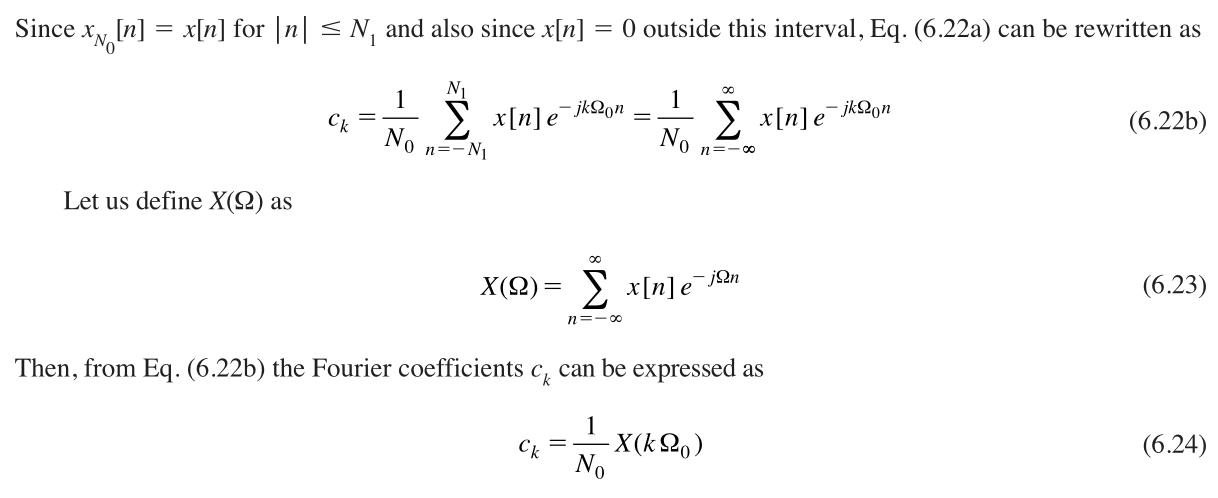 Since x_{N_0}[n] = x[n] for |n| ≤ N_1 and also since x[n] = 0 outside this interval, Eq. (6.22a) can be rewritten as
c_k = \frac{1}{N_0} \sum_{n=-N_1}^{N_1} x[n] e^{-jkΩ_0n} = \frac{1}{N_0} \sum_{n=-∞}^{∞} x[n] e^{-jkΩ_0n} (6.22b)
Let us define X(Ω) as
X(Ω) = \sum_{n=-∞}^{∞} x[n] e^{-jΩn} (6.23)
Then, from Eq. (6.22b) the Fourier coefficients c_k can be expressed as
c_k = \frac{1}{N_0} X(kΩ_0) (6.24)